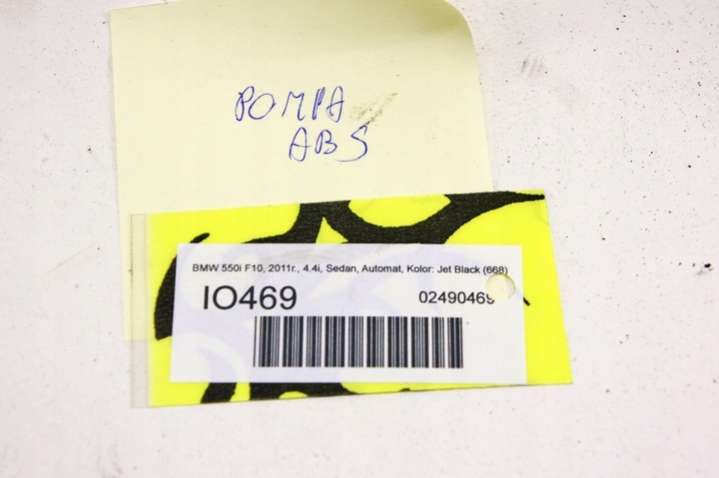 POMPA
ABS
BMW 550i F10, 2011r., 4.4i, Sedan, Automat, Kolor: Jet Black (668)
IO469
02490469